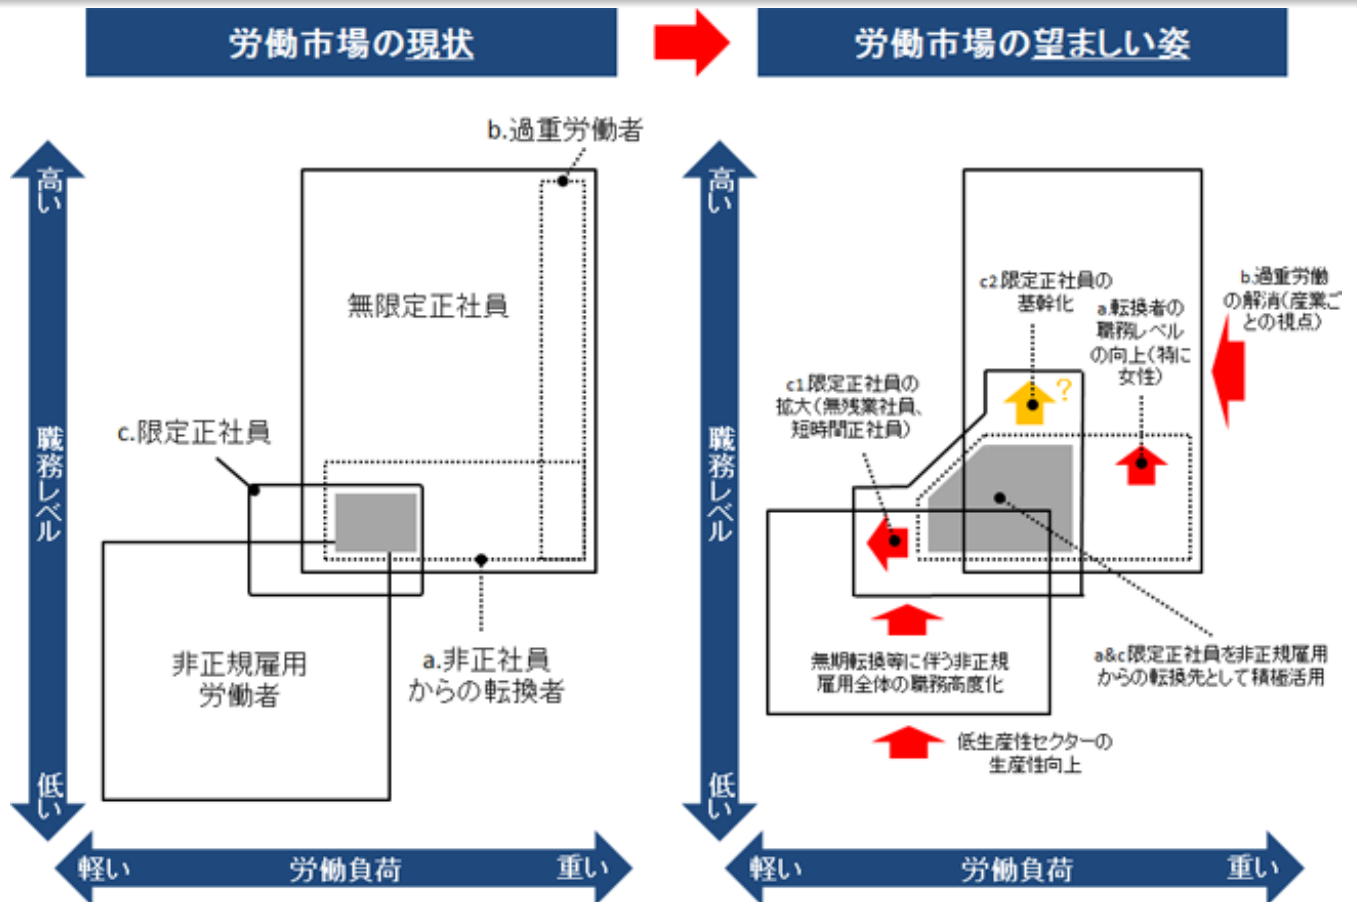 労働市場の現状
労働市場の望ましい姿
高い
職務レベル
低い
b.過重労働者
無限定正社員
c.限定正社員
非正規雇用
労働者
a.非正社員
からの転換者
軽い
労働負荷
重い
高い
職務レベル
低い
c2.限定正社員の
基幹化
a.転換者の
職務レベル
の向上(特に
女性)
b.過重労働
の解消(産業ご
との視点)
c1.限定正社員の
拡大(無残業社員、
短時間正社員)
?
無期転換等に伴う非正規
雇用全体の職務高度化
a&c限定正社員を非正規雇用
からの転換先として積極活用
低生産性セクターの
生産性向上
軽い
労働負荷
重い